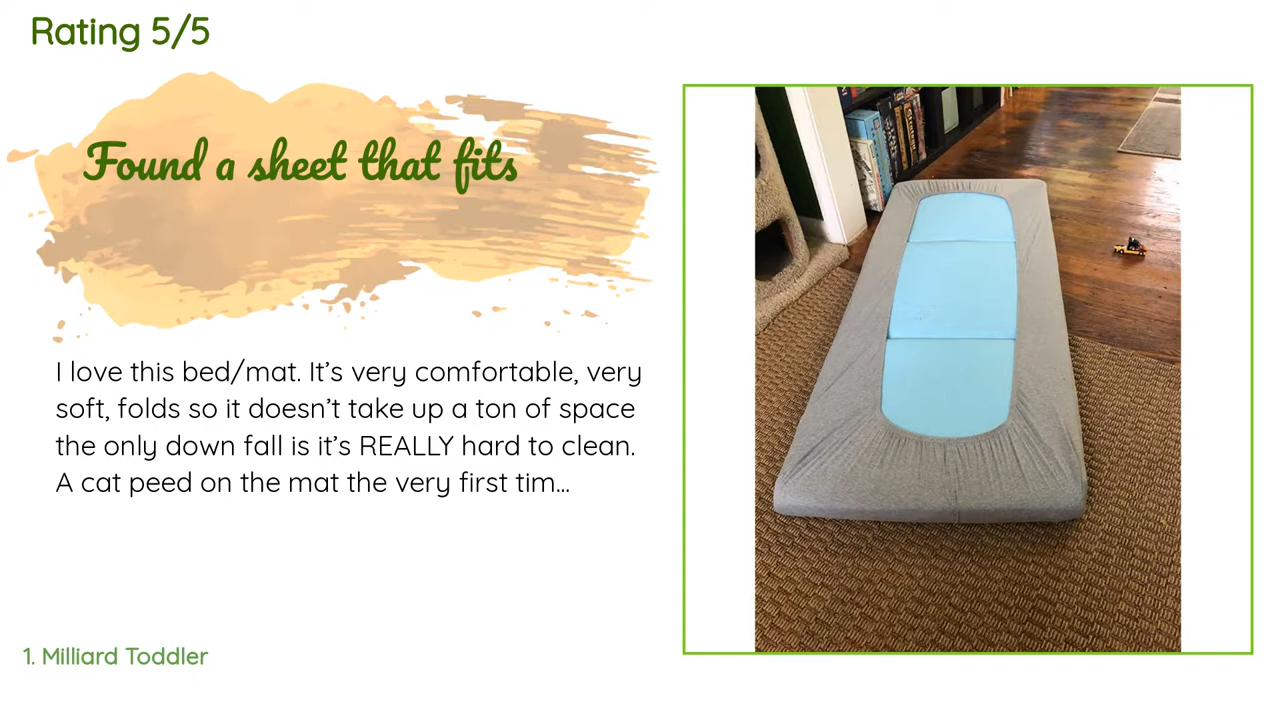 Rating 5/5
Found a sheet that fits
I love this bed/mat. It’s very comfortable, very
soft, folds so it doesn’t take up a ton of space
the only down fall is it’s REALLY hard to clean.
A cat peed on the mat the very first tim...
1. Milliard Toddler